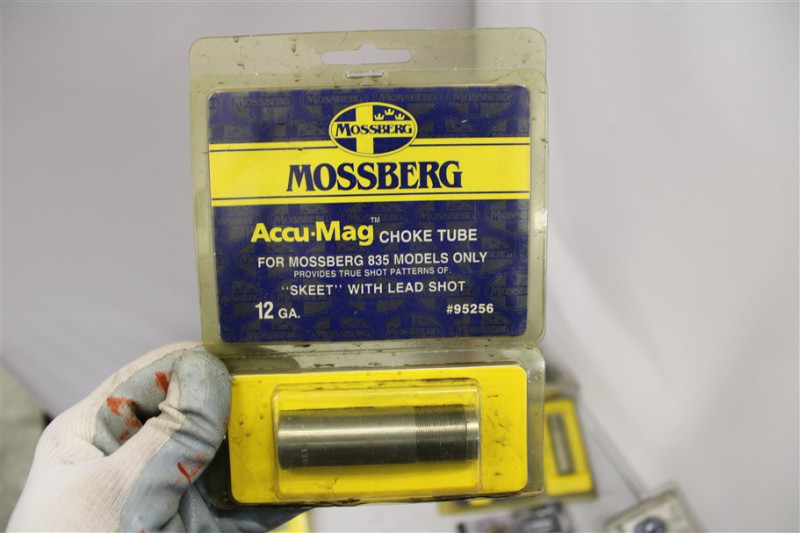 MOSSBERG
MOSSBERG
Accu·Mag™ CHOKE TUBE
FOR MOSSBERG 835 MODELS ONLY
PROVIDES TRUE SHOT PATTERNS OF:
"SKEET" WITH LEAD SHOT
12 GA. #95256